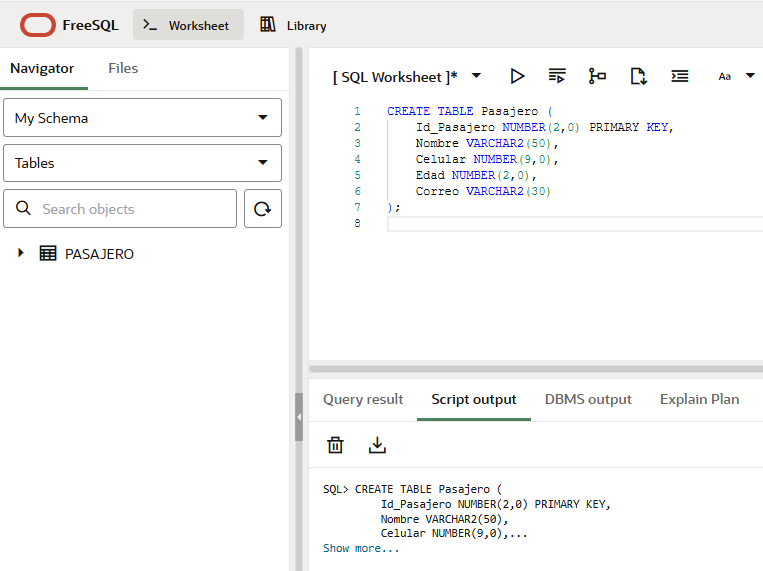 FreeSQL Worksheet Library
Navigator Files
My Schema
Tables
Search objects
PASAJERO
[ SQL Worksheet ]* Aa
1 CREATE TABLE Pasajero (
2 Id_Pasajero NUMBER(2,0) PRIMARY KEY,
3 Nombre VARCHAR2(50),
4 Celular NUMBER(9,0),
5 Edad NUMBER(2,0),
6 Correo VARCHAR2(30)
7 );
8
Query result Script output DBMS output Explain Plan
SQL> CREATE TABLE Pasajero (
Id_Pasajero NUMBER(2,0) PRIMARY KEY,
Nombre VARCHAR2(50),
Celular NUMBER(9,0),...
Show more...